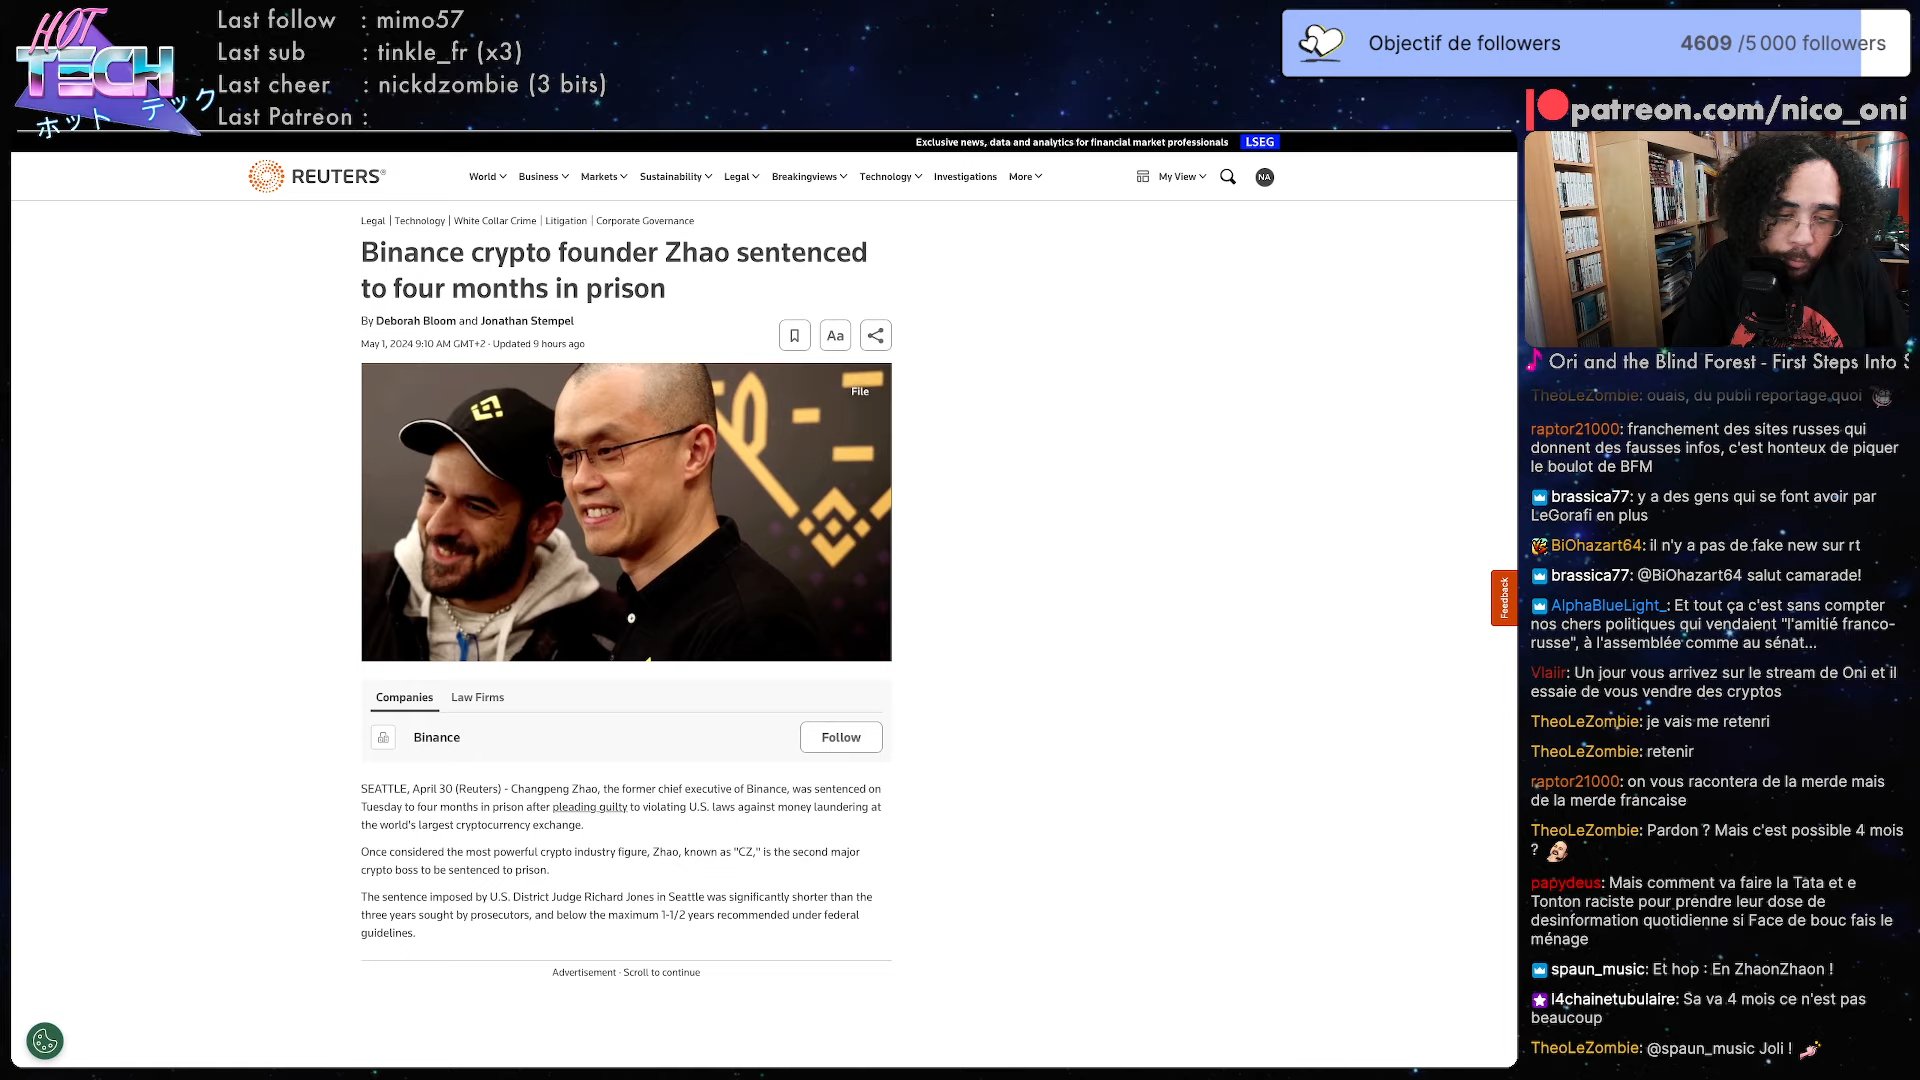 HOT
TECH
ホット テック
Last follow : mimo57
Last sub : tinkle_fr (x3)
Last cheer : nickdzombie (3 bits)
Last Patreon :
Objectif de followers 4609 /5 000 followers
patreon.com/nico_oni
Exclusive news, data and analytics for financial market professionals LSEG
REUTERS®
World Business Markets Sustainability Legal Breakingviews Technology Investigations More My View NA
Legal | Technology | White Collar Crime | Litigation | Corporate Governance
Binance crypto founder Zhao sentenced
to four months in prison
By Deborah Bloom and Jonathan Stempel
May 1, 2024 9:10 AM GMT+2 · Updated 9 hours ago
Aa
File
Companies Law Firms
Binance Follow
SEATTLE, April 30 (Reuters) - Changpeng Zhao, the former chief executive of Binance, was sentenced on
Tuesday to four months in prison after pleading guilty to violating U.S. laws against money laundering at
the world's largest cryptocurrency exchange.
Once considered the most powerful crypto industry figure, Zhao, known as "CZ," is the second major
crypto boss to be sentenced to prison.
The sentence imposed by U.S. District Judge Richard Jones in Seattle was significantly shorter than the
three years sought by prosecutors, and below the maximum 1-1/2 years recommended under federal
guidelines.
Advertisement · Scroll to continue
Feedback
Ori and the Blind Forest - First Steps Into
TheoLeZombie: ouais, du publi reportage quoi
raptor21000: franchement des sites russes qui
donnent des fausses infos, c'est honteux de piquer
le boulot de BFM
brassica77: y a des gens qui se font avoir par
LeGorafi en plus
BiOhazart64: il n'y a pas de fake new sur rt
brassica77: @BiOhazart64 salut camarade!
AlphaBlueLight_: Et tout ça c'est sans compter
nos chers politiques qui vendaient "l'amitié franco-
russe", à l'assemblée comme au sénat...
Vlaiir: Un jour vous arrivez sur le stream de Oni et il
essaie de vous vendre des cryptos
TheoLeZombie: je vais me retenri
TheoLeZombie: retenir
raptor21000: on vous racontera de la merde mais
de la merde francaise
TheoLeZombie: Pardon ? Mais c'est possible 4 mois
?
papydeus: Mais comment va faire la Tata et e
Tonton raciste pour prendre leur dose de
desinformation quotidienne si Face de bouc fais le
ménage
spaun_music: Et hop : En ZhaonZhaon !
l4chainetubulaire: Sa va 4 mois ce n'est pas
beaucoup
TheoLeZombie: @spaun_music Joli !